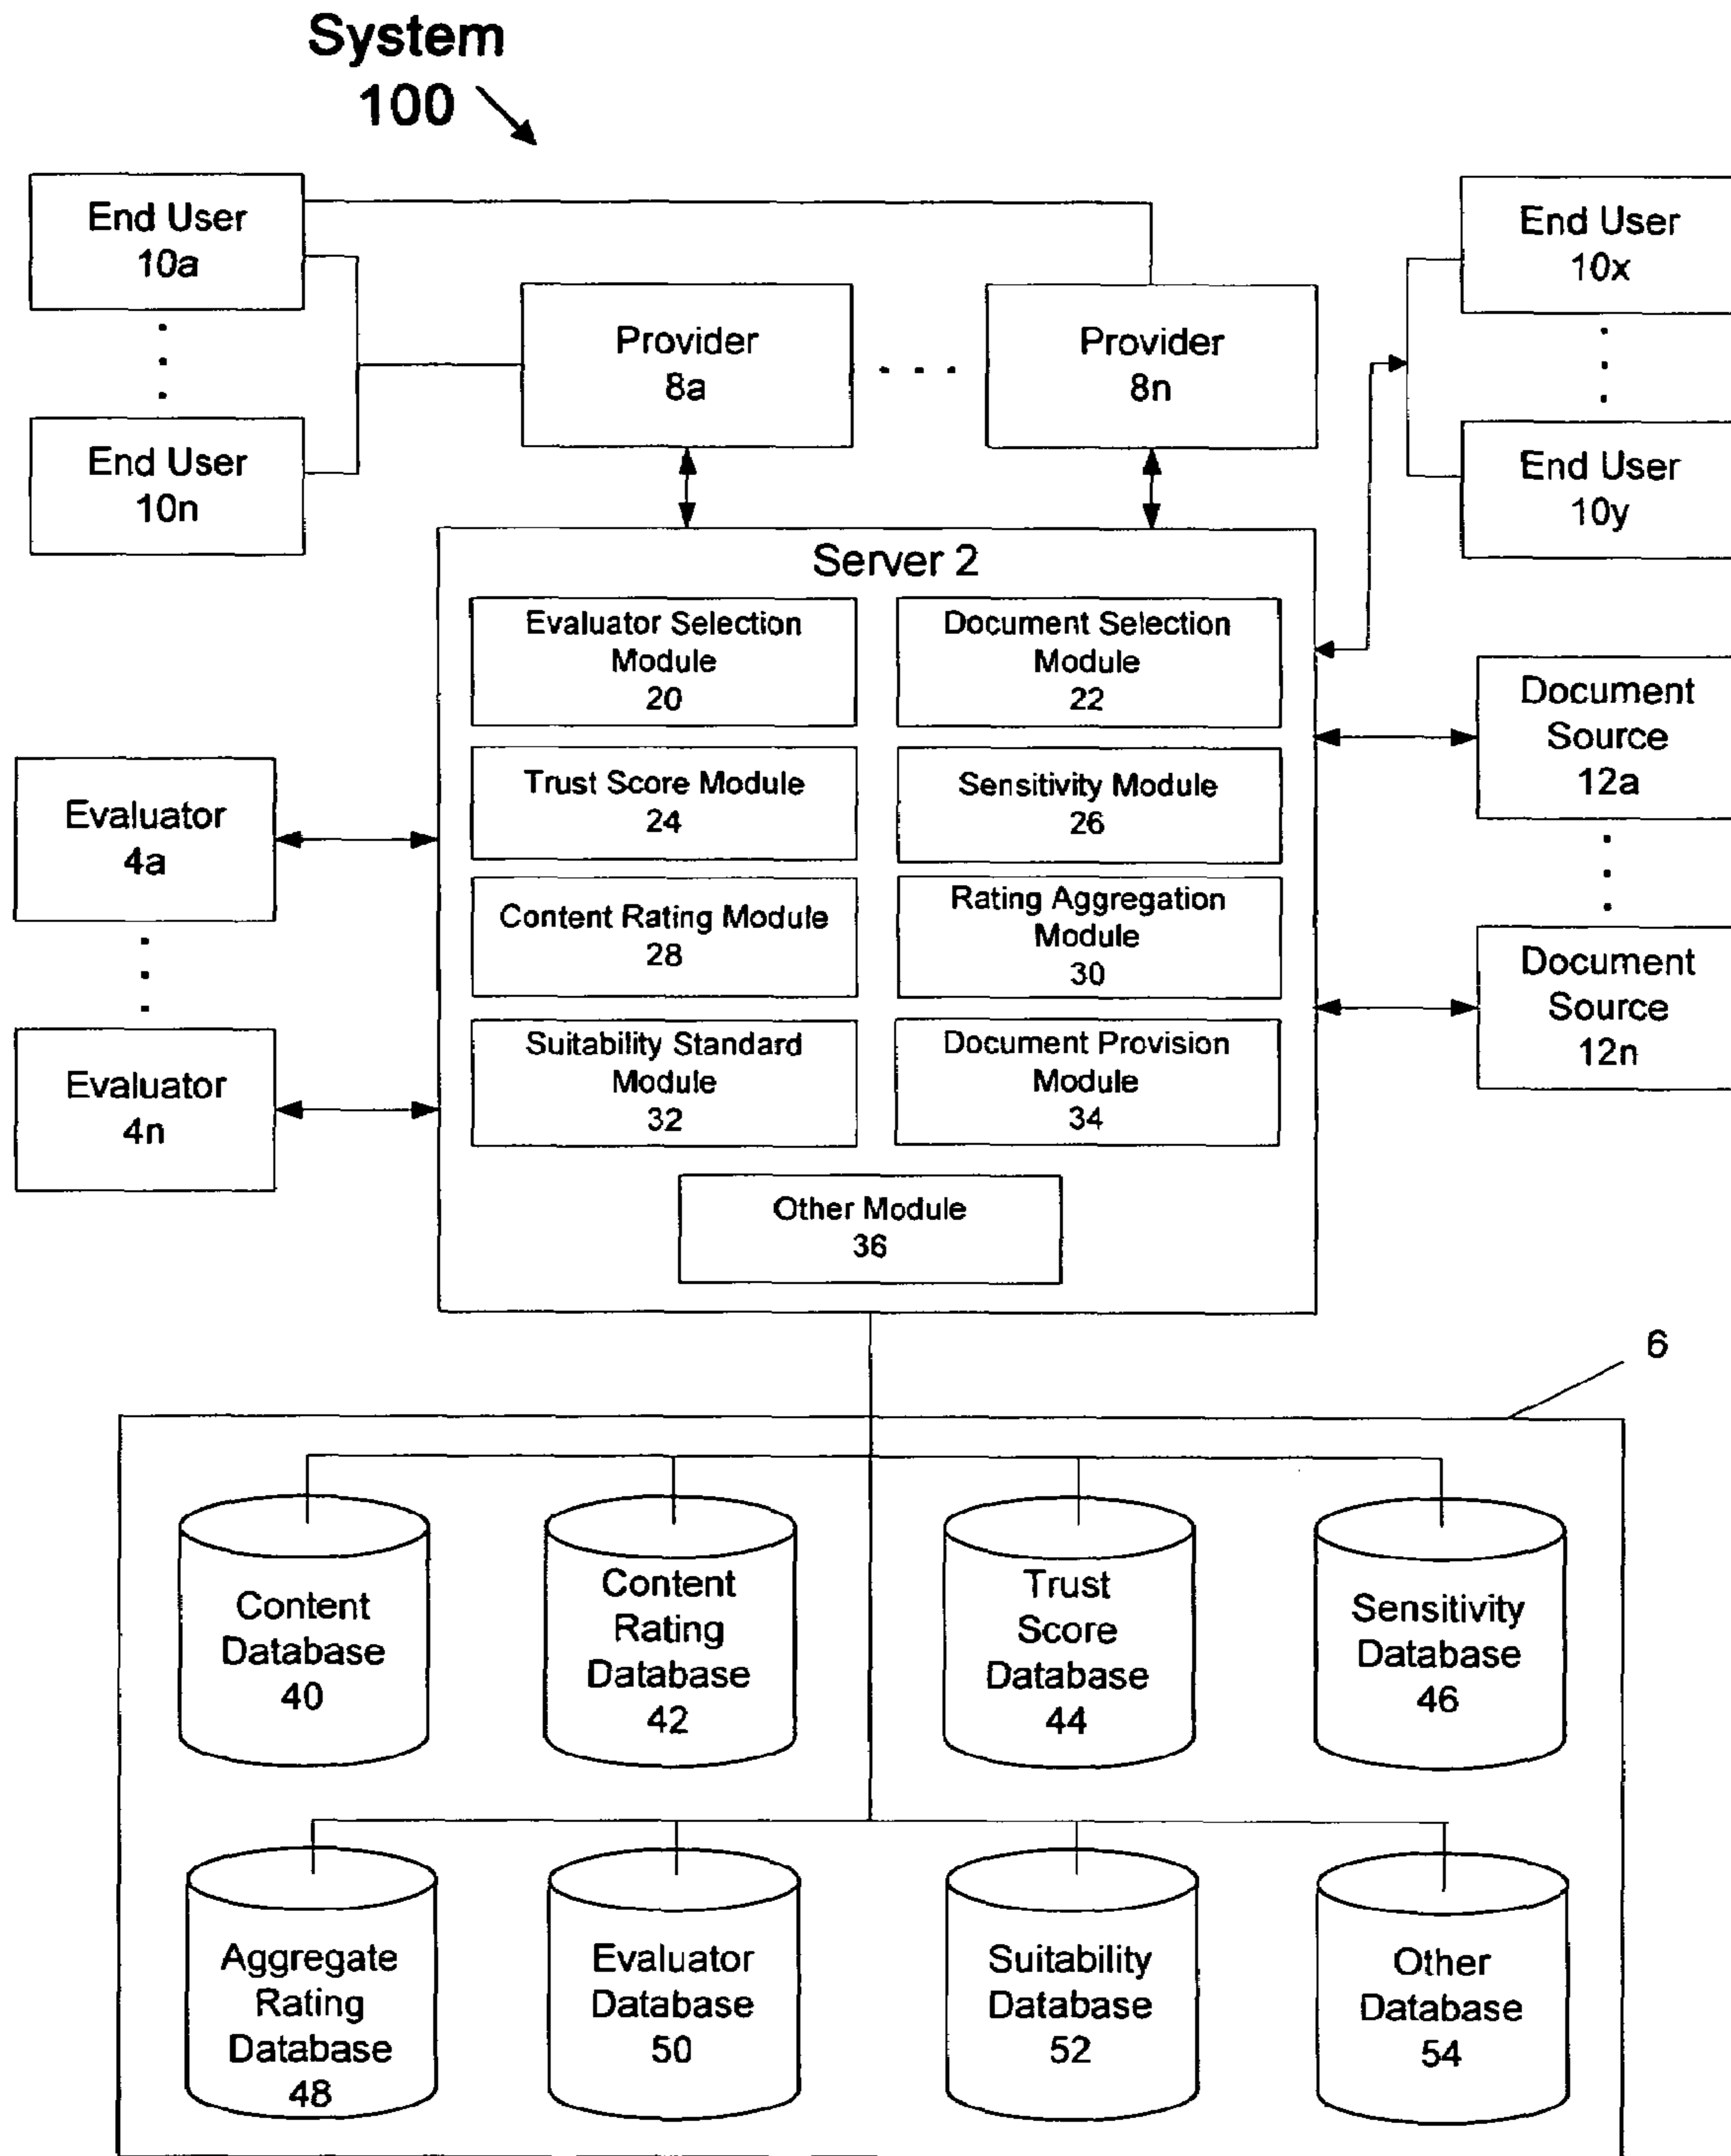 System
100
End User
10a
End User
10n
Provider
8a
. . .
Provider
8n
End User
10x
End User
10y
Server 2
Evaluator Selection
Module
20
Document Selection
Module
22
Trust Score Module
24
Sensitivity Module
26
Content Rating Module
28
Rating Aggregation
Module
30
Suitability Standard
Module
32
Document Provision
Module
34
Other Module
36
Evaluator
4a
Evaluator
4n
Document
Source
12a
Document
Source
12n
6
Content
Database
40
Content
Rating
Database
42
Trust
Score
Database
44
Sensitivity
Database
46
Aggregate
Rating
Database
48
Evaluator
Database
50
Suitability
Database
52
Other
Database
54